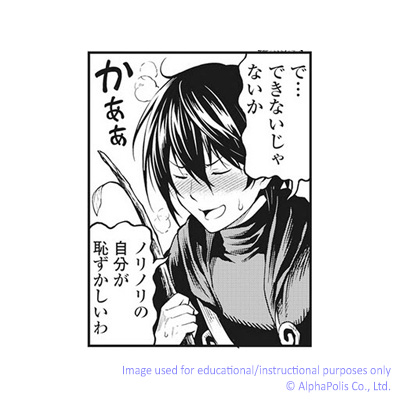 で…
できないじゃ
ないか
かぁぁ
ノリノリの
自分が
恥ずかしいわ
Image used for educational/instructional purposes only
© AlphaPolis Co., Ltd.